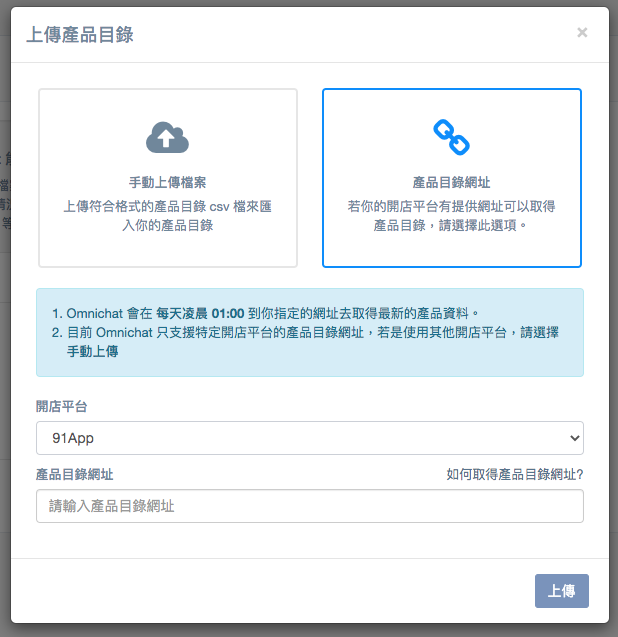 上傳產品目錄
×
手動上傳檔案
上傳符合格式的產品目錄 csv 檔來匯
入你的產品目錄
產品目錄網址
若你的開店平台有提供網址可以取得
產品目錄，請選擇此選項。
1. Omnichat 會在 每天凌晨 01:00 到你指定的網址去取得最新的產品資料。
2. 目前 Omnichat 只支援特定開店平台的產品目錄網址，若是使用其他開店平台，請選擇
手動上傳
開店平台
91App
產品目錄網址
如何取得產品目錄網址?
請輸入產品目錄網址
上傳